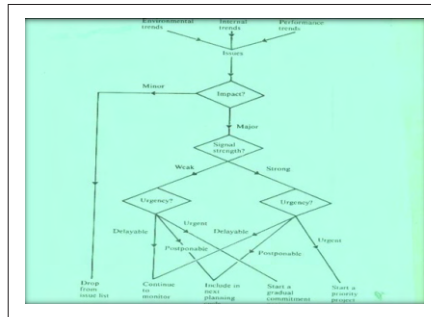 Environmental
trends
Internal
trends
Performance
trends
Issues
Minor
Impact?
Major
Signal
strength?
Weak
Strong
Urgency?
Urgency?
Delayable
Urgent
Delayable
Postponable
Postponable
Urgent
Drop
from
issue list
Continue
to
monitor
Include in
next
planning
Start a
gradual
commitment
Start a
priority
project